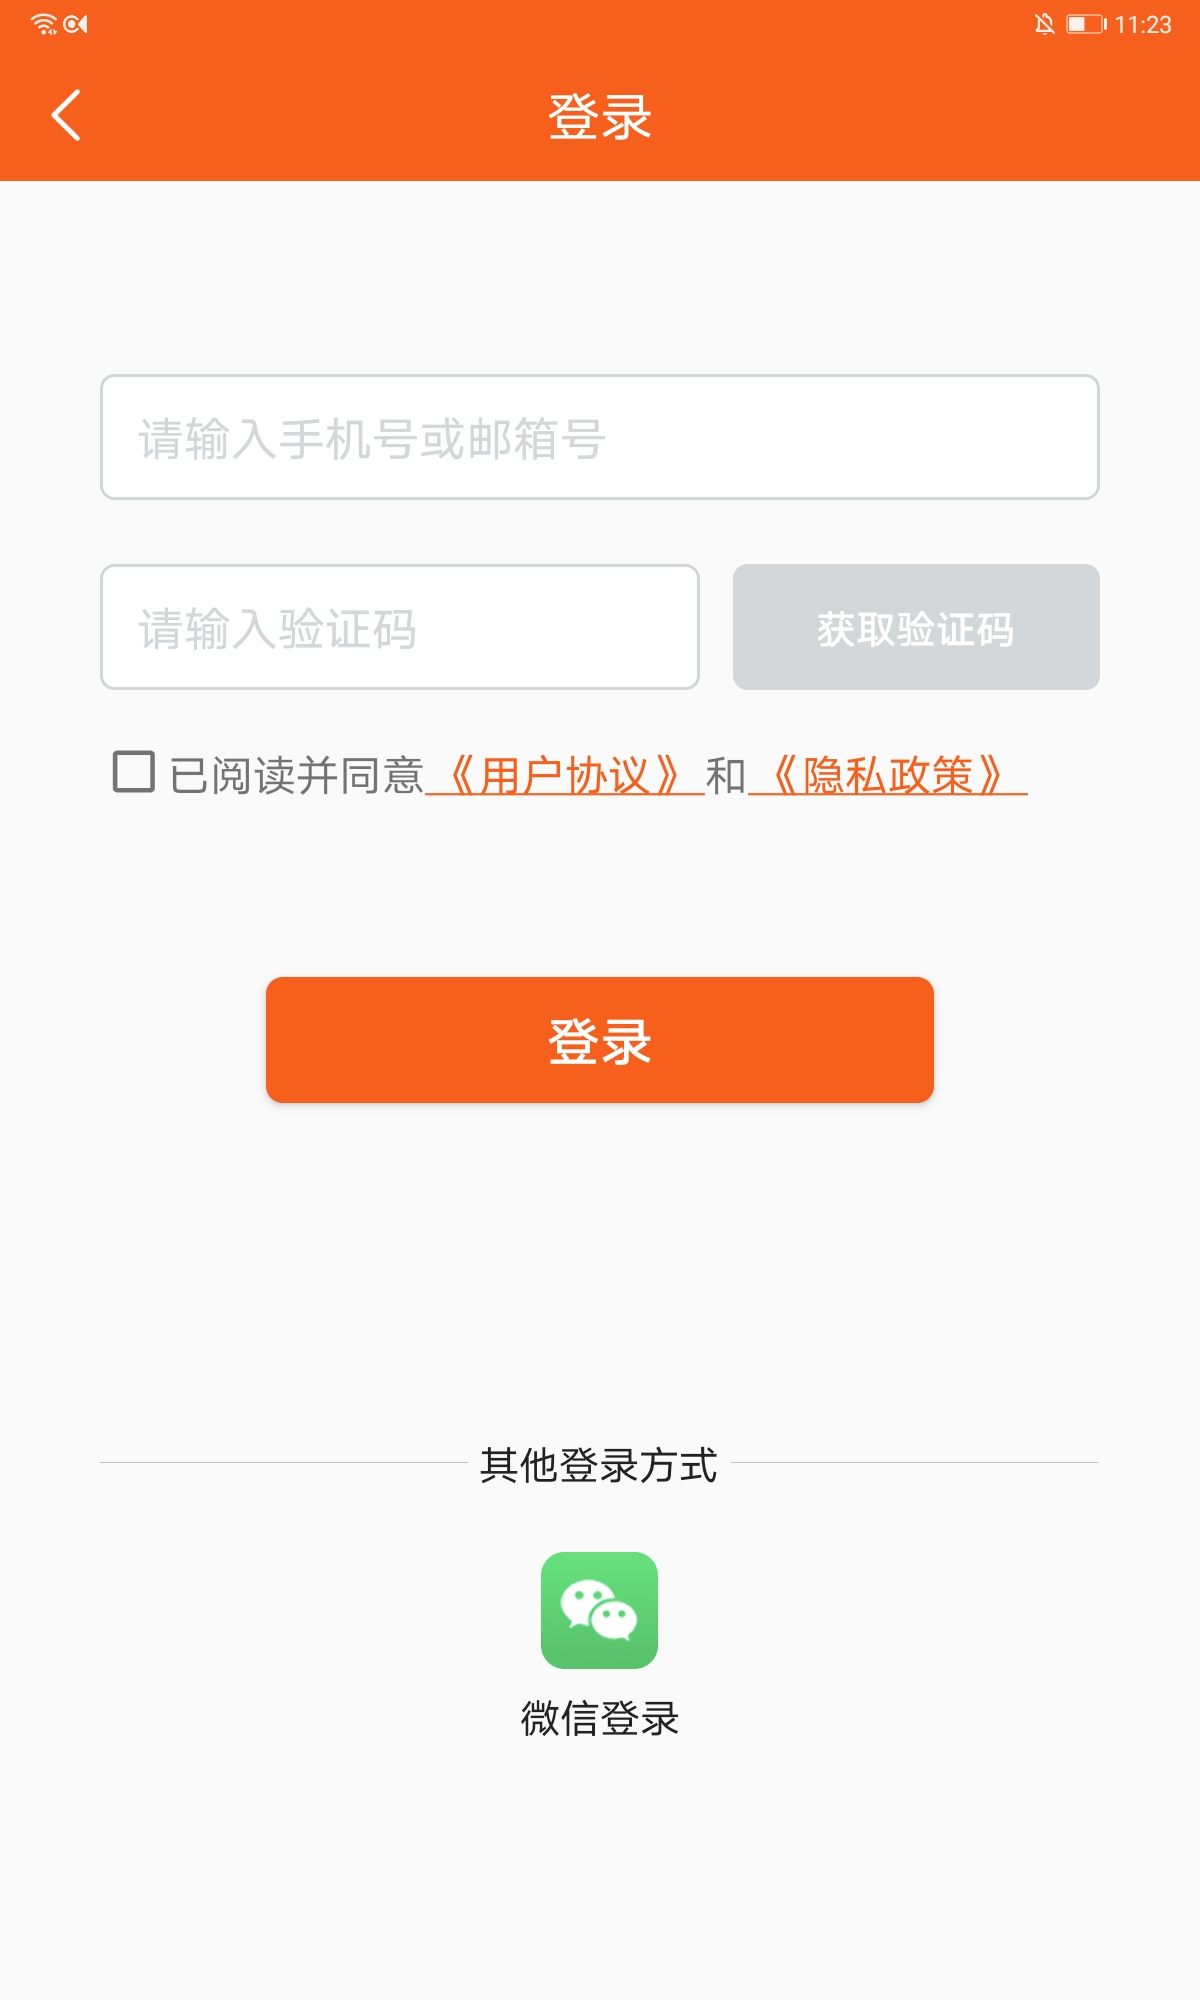 11:23
登录
请输入手机号或邮箱号
请输入验证码
获取验证码
已阅读并同意《用户协议》和《隐私政策》
登录
其他登录方式
微信登录